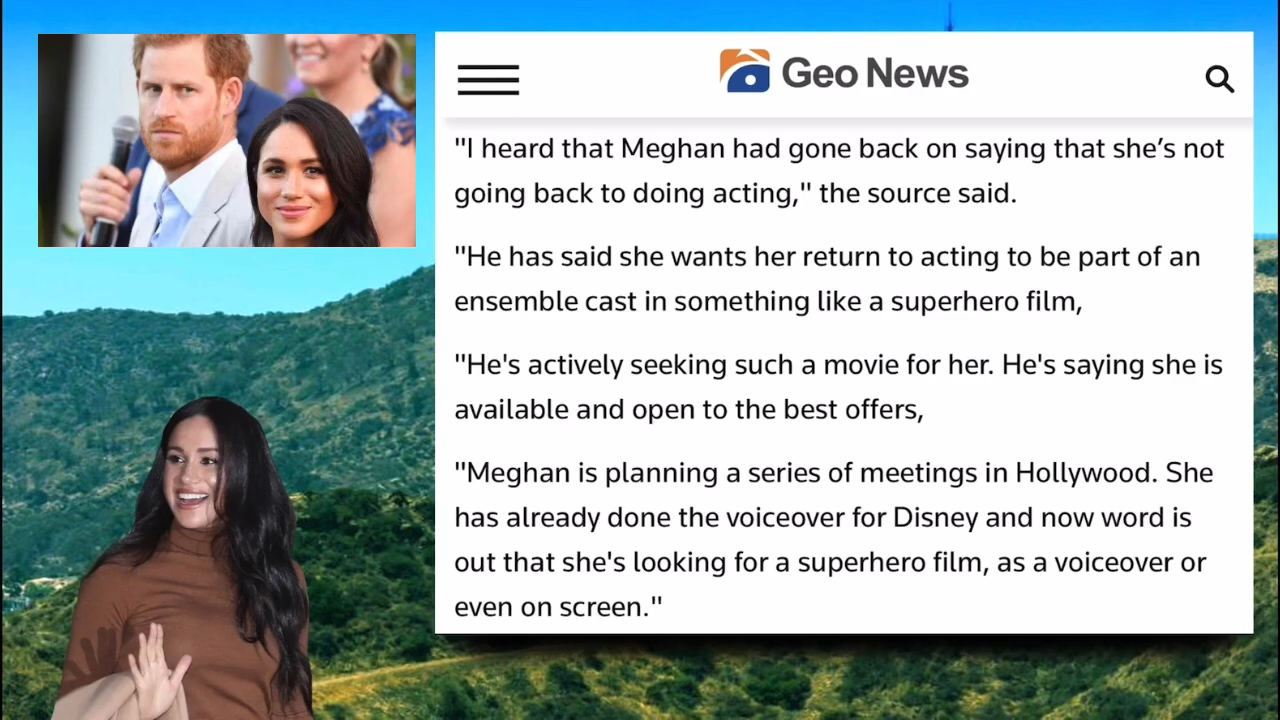 Geo News
"I heard that Meghan had gone back on saying that she’s not
going back to doing acting," the source said.
"He has said she wants her return to acting to be part of an
ensemble cast in something like a superhero film,
"He's actively seeking such a movie for her. He's saying she is
available and open to the best offers,
"Meghan is planning a series of meetings in Hollywood. She
has already done the voiceover for Disney and now word is
out that she's looking for a superhero film, as a voiceover or
even on screen."